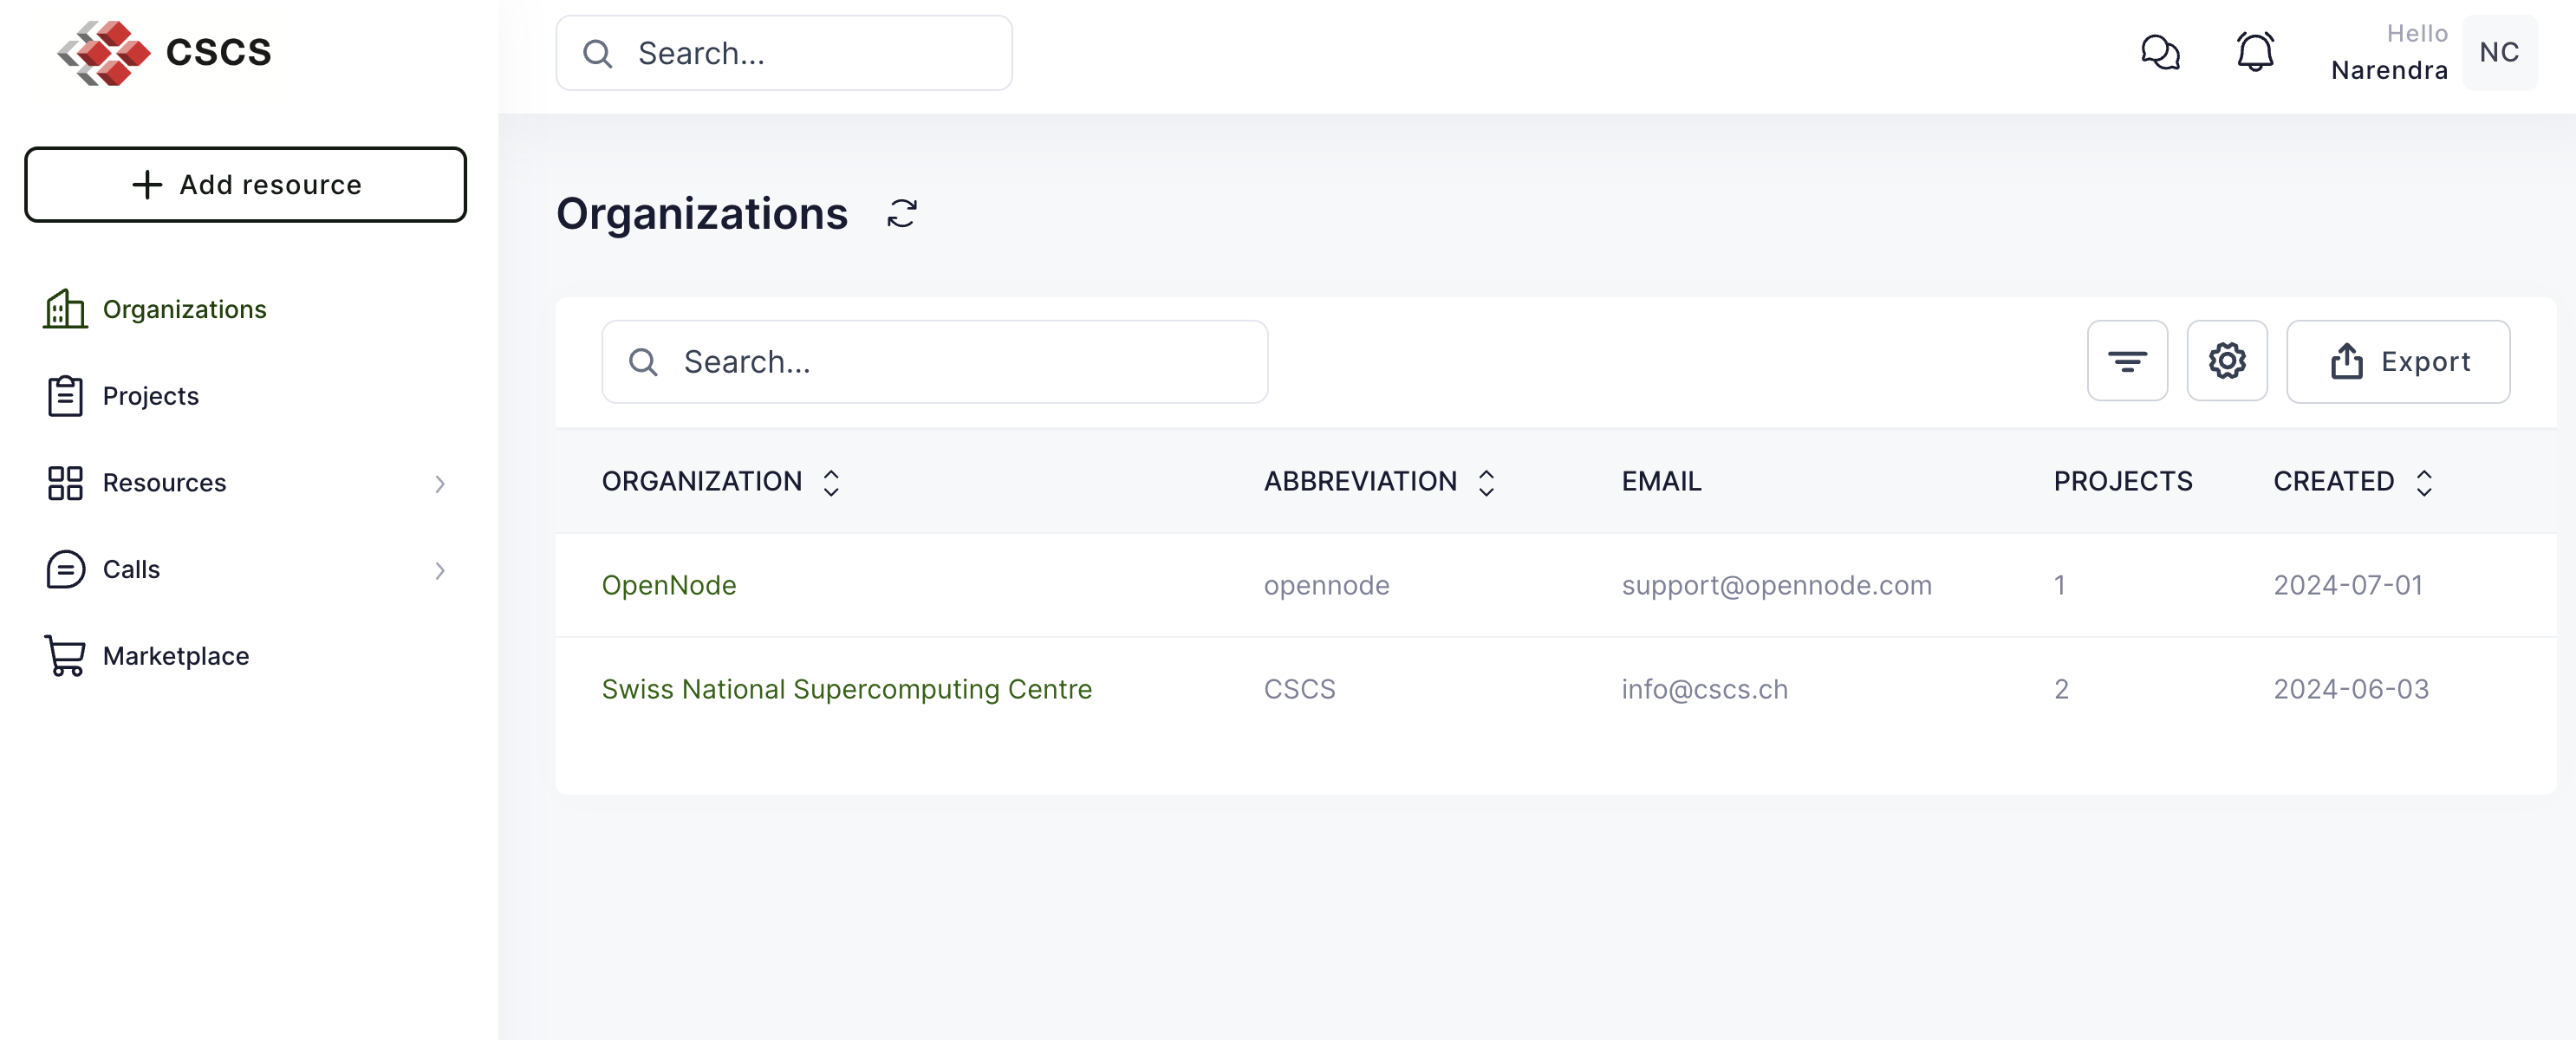 CSCS
Search...
Hello
Narendra
NC
Add resource
Organizations
Projects
Resources
Calls
Marketplace
Organizations
Search...
Export
ORGANIZATION ABBREVIATION EMAIL PROJECTS CREATED
OpenNode opennode support@opennode.com 1 2024-07-01
Swiss National Supercomputing Centre CSCS info@cscs.ch 2 2024-06-03